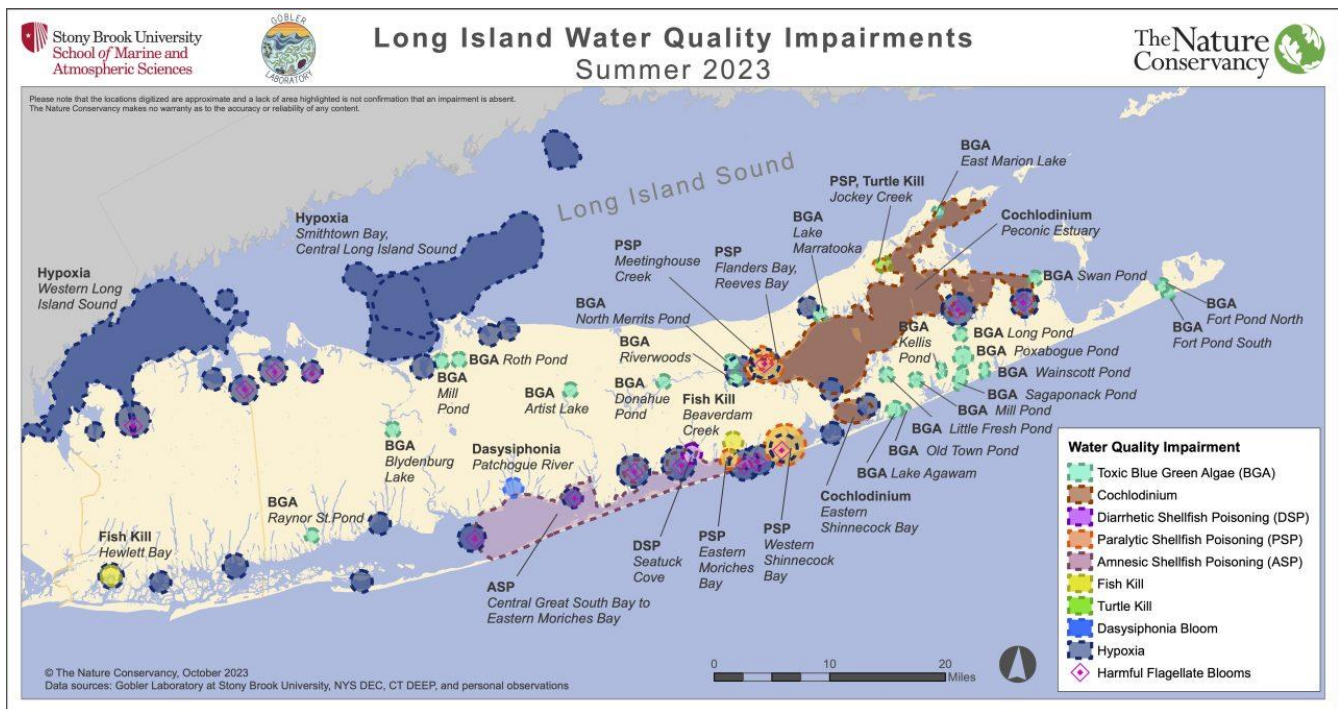 Stony Brook University
School of Marine and
Atmospheric Sciences
GOBLER
LABORATORY
Long Island Water Quality Impairments
Summer 2023
The Nature
Conservancy
Please note that the locations digitized are approximate and a lack of area highlighted is not confirmation that an impairment is absent.
The Nature Conservancy makes no warranty as to the accuracy or reliability of any content.
Long Island Sound
BGA
East Marion Lake
PSP, Turtle Kill
Jockey Creek
Hypoxia
Smithtown Bay,
Central Long Island Sound
BGA
Lake
Marratooka
Cochlodinium
Peconic Estuary
PSP
Meetinghouse
Creek
PSP
Flanders Bay,
Reeves Bay
Hypoxia
Western Long
Island Sound
BGA Swan Pond
BGA
North Merrits Pond
BGA
Fort Pond North
BGA
Fort Pond South
BGA
Kellis
Pond
BGA Long Pond
BGA
Riverwoods
BGA Poxabogue Pond
BGA Roth Pond
BGA
Mill
Pond
BGA
Artist Lake
BGA
Donahue
Pond
Fish Kill
Beaverdam
Creek
BGA Wainscott Pond
BGA Sagaponack Pond
BGA Mill Pond
BGA Little Fresh Pond
BGA Old Town Pond
BGA Lake Agawam
BGA
Blydenburg
Lake
Dasysiphonia
Patchogue River
Cochlodinium
Eastern
Shinnecock Bay
BGA
Raynor St.Pond
Fish Kill
Hewlett Bay
DSP
Seatuck
Cove
PSP
Eastern
Moriches
Bay
PSP
Western
Shinnecock
Bay
ASP
Central Great South Bay to
Eastern Moriches Bay
Water Quality Impairment
Toxic Blue Green Algae (BGA)
Cochlodinium
Diarrhetic Shellfish Poisoning (DSP)
Paralytic Shellfish Poisoning (PSP)
Amnesic Shellfish Poisoning (ASP)
Fish Kill
Turtle Kill
Dasysiphonia Bloom
Hypoxia
Harmful Flagellate Blooms
0 10 20
Miles
© The Nature Conservancy, October 2023
Data sources: Gobler Laboratory at Stony Brook University, NYS DEC, CT DEEP, and personal observations